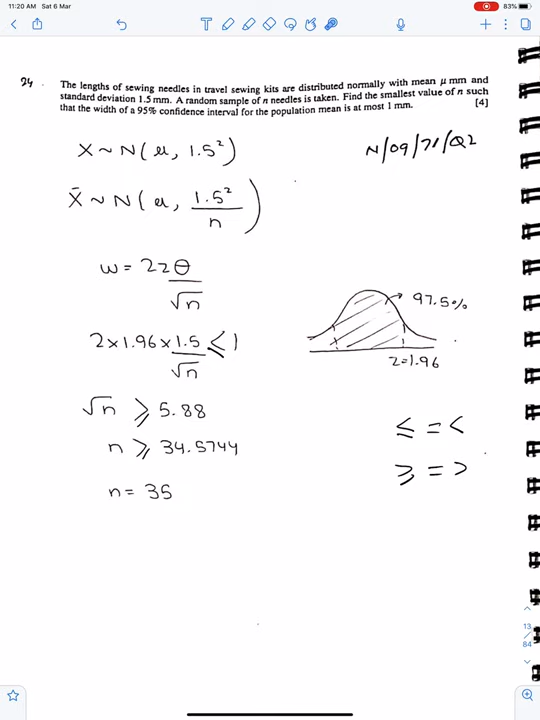 11:20 AM Sat 6 Mar
83%
T
24. The lengths of sewing needles in travel sewing kits are distributed normally with mean μ mm and
standard deviation 1.5 mm. A random sample of n needles is taken. Find the smallest value of n such
that the width of a 95% confidence interval for the population mean is at most 1 mm. [4]
N/09/71/Q2
X ~ N(μ, 1.5²)
X̄ ~ N(μ, 1.5²/n)
w = 2zθ/√n
97.5%
z=1.96
2 × 1.96 × 1.5/√n ≤ 1
√n ≥ 5.88
n ≥ 34.5744
n = 35
≤ = <
≥ = >
13
/
84